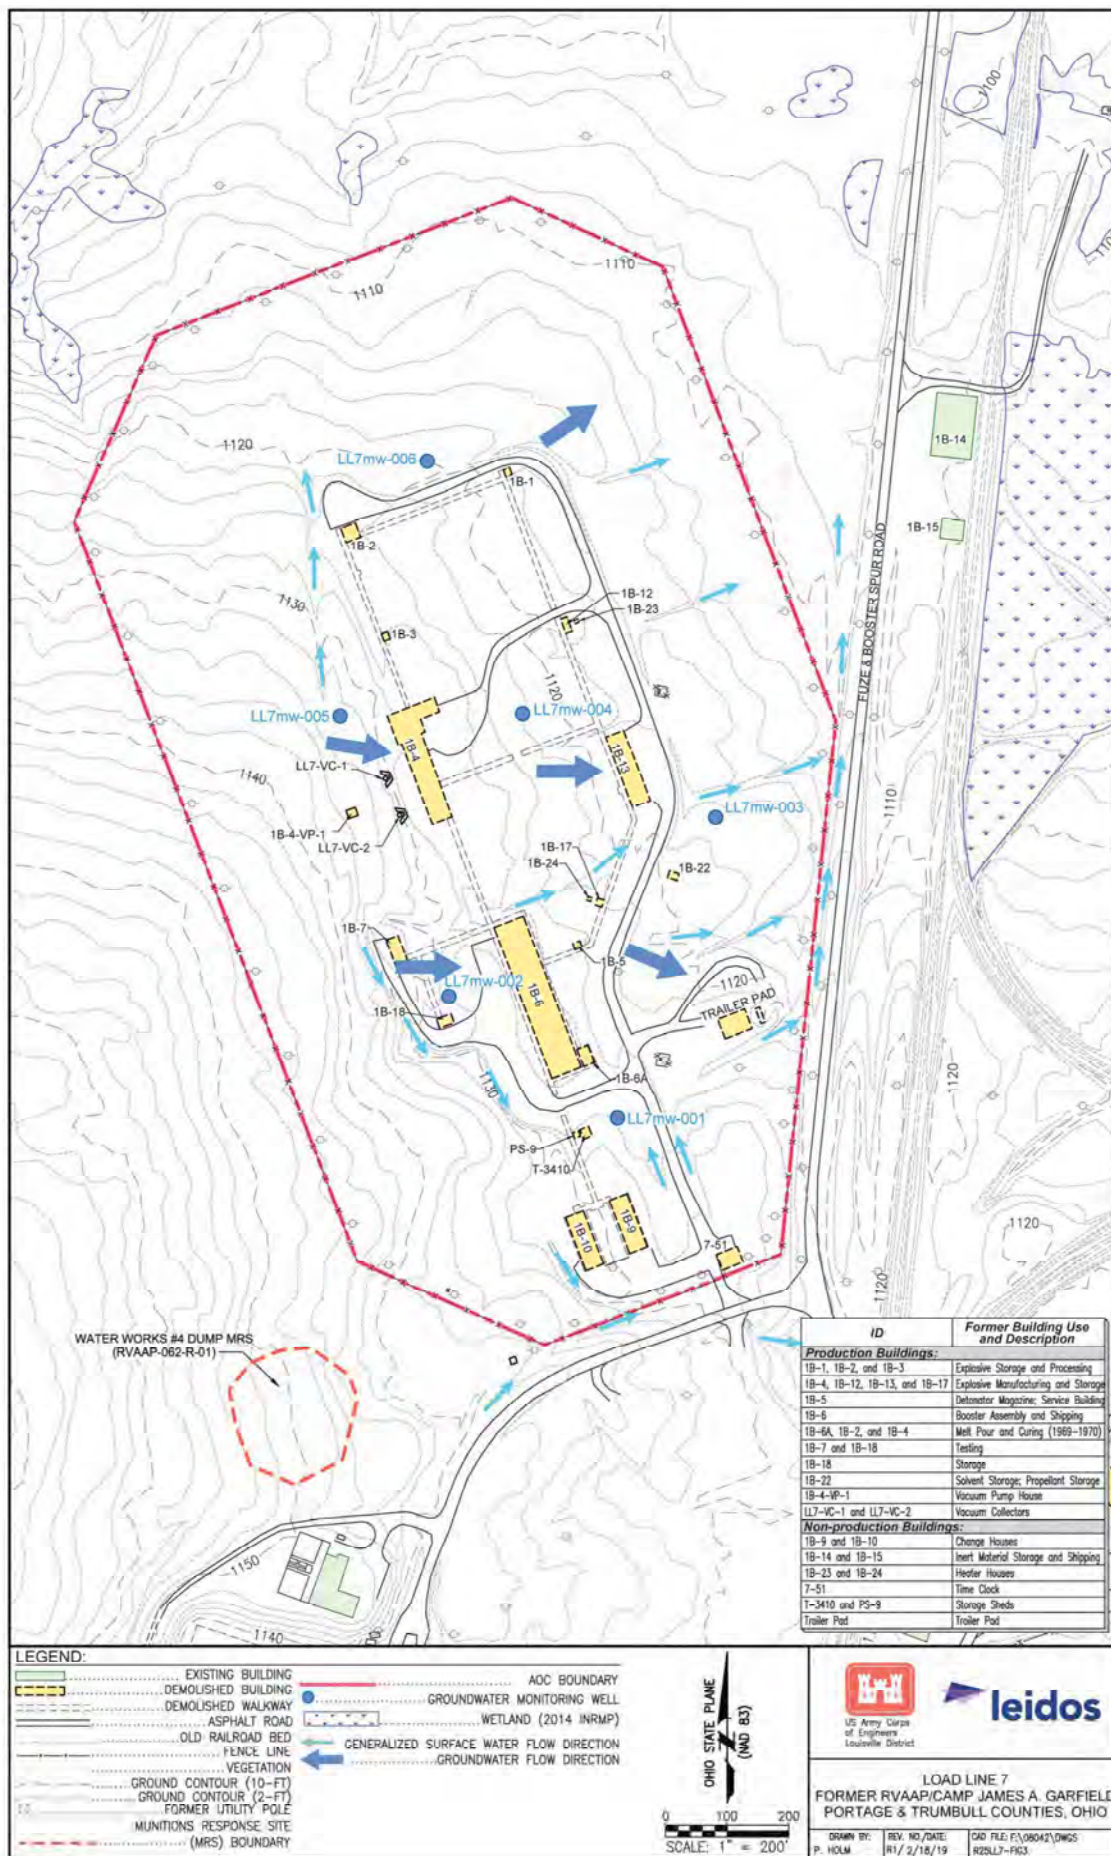 1100
1110
1110
1120
LL7mw-006
1B-1
1B-14
1B-2
1B-15
1130
1B-12
1B-23
1B-3
FUZE & BOOSTER SPUR ROAD
1120
LL7mw-005
LL7mw-004
1B-4
1B-13
LL7-VC-1
1140
1110
LL7mw-003
1B-4-VP-1
LL7-VC-2
1B-17
1B-24
1B-22
1B-7
1B-5
LL7mw-002
1B-6
1120
TRAILER PAD
1B-18
1130
1B-6A
1120
LL7mw-001
PS-9
T-3410
1B-9
1B-10
7-51
1120
1120
WATER WORKS #4 DUMP MRS
(RVAAP-062-R-01)
1150
1140
ID Former Building Use and Description
Production Buildings:
1B-1, 1B-2, and 1B-3 Explosive Storage and Processing
1B-4, 1B-12, 1B-13, and 1B-17 Explosive Manufacturing and Storage
1B-5 Detonator Magazine; Service Building
1B-6 Booster Assembly and Shipping
1B-6A, 1B-2, and 1B-4 Melt Pour and Curing (1969-1970)
1B-7 and 1B-18 Testing
1B-18 Storage
1B-22 Solvent Storage; Propellant Storage
1B-4-VP-1 Vacuum Pump House
LL7-VC-1 and LL7-VC-2 Vacuum Collectors
Non-production Buildings:
1B-9 and 1B-10 Change Houses
1B-14 and 1B-15 Inert Material Storage and Shipping
1B-23 and 1B-24 Heater Houses
7-51 Time Clock
T-3410 and PS-9 Storage Sheds
Trailer Pad Trailer Pad
LEGEND:
EXISTING BUILDING
DEMOLISHED BUILDING
DEMOLISHED WALKWAY
ASPHALT ROAD
OLD RAILROAD BED
FENCE LINE
VEGETATION
GROUND CONTOUR (10-FT)
GROUND CONTOUR (2-FT)
FORMER UTILITY POLE
MUNITIONS RESPONSE SITE
(MRS) BOUNDARY
AOC BOUNDARY
GROUNDWATER MONITORING WELL
WETLAND (2014 INRMP)
GENERALIZED SURFACE WATER FLOW DIRECTION
GROUNDWATER FLOW DIRECTION
OHIO STATE PLANE
(NAD 83)
0 100 200
SCALE: 1" = 200'
US Army Corps
of Engineers
Louisville District
leidos
LOAD LINE 7
FORMER RVAAP/CAMP JAMES A. GARFIELD
PORTAGE & TRUMBULL COUNTIES, OHIO
DRAWN BY: REV. NO./DATE: CAD FILE: F:\06042\DWGS
P. HOLM R1/ 2/18/19 R25LL7-FIG3